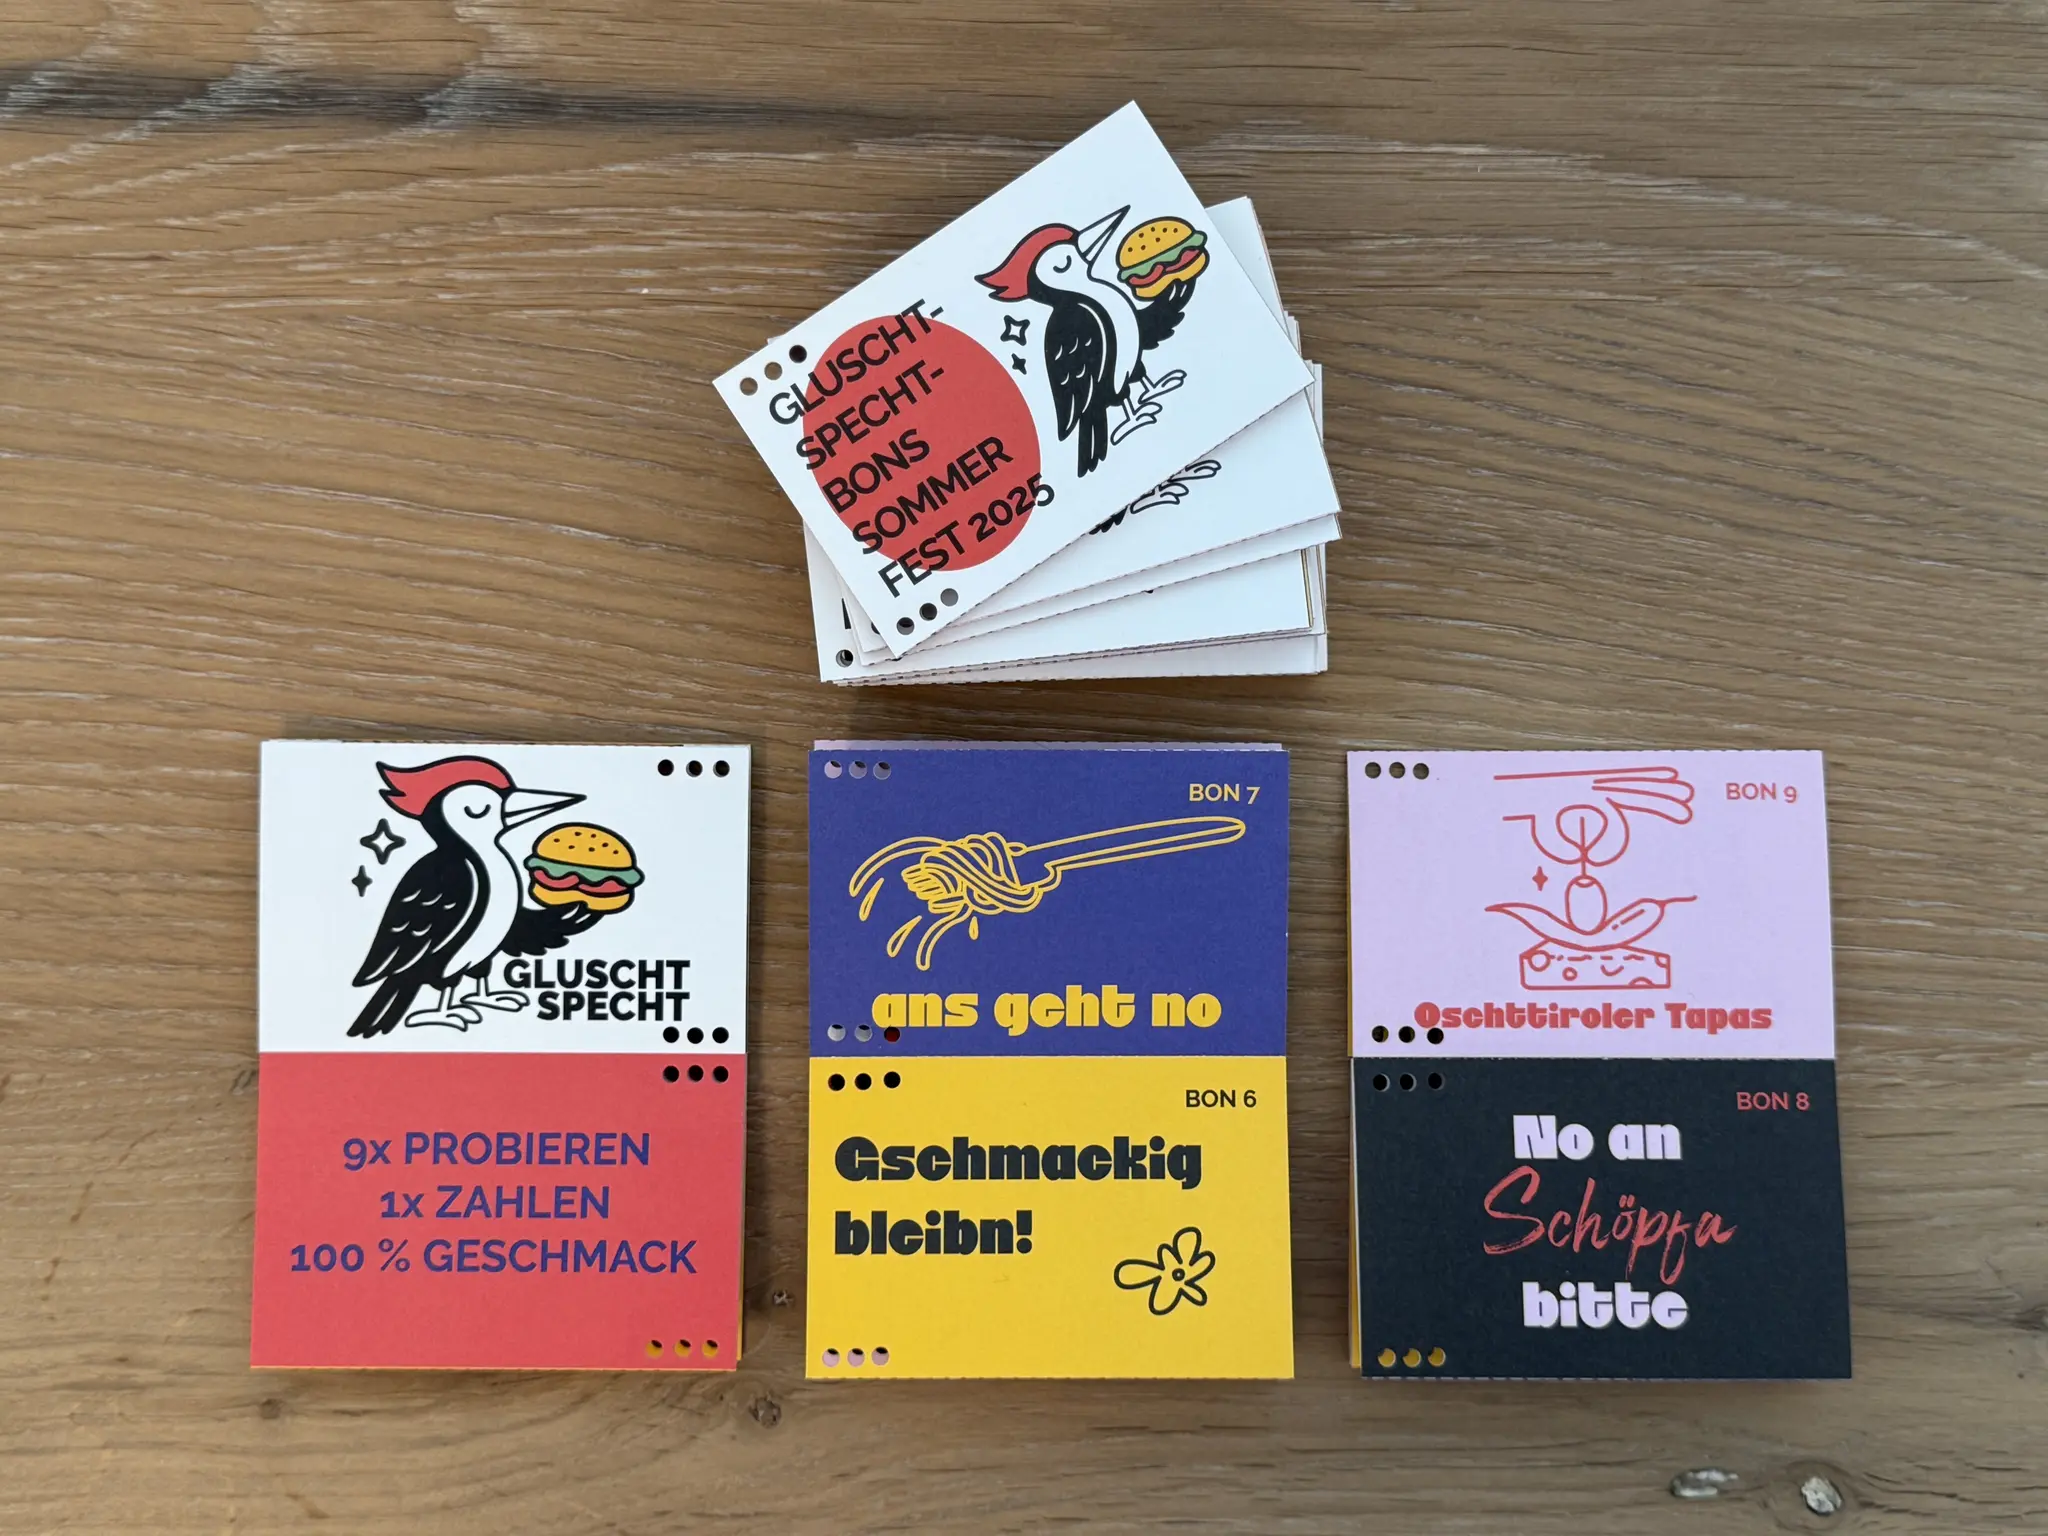 GLUSCHT-
SPECHT-
BONS
SOMMER
FEST 2025
GLUSCHT
SPECHT
9x PROBIEREN
1x ZAHLEN
100 % GESCHMACK
BON 7
ans geht no
BON 6
Gschmackig
bleibn!
BON 9
Oschttiroler Tapas
BON 8
No an
Schöpfa
bitte